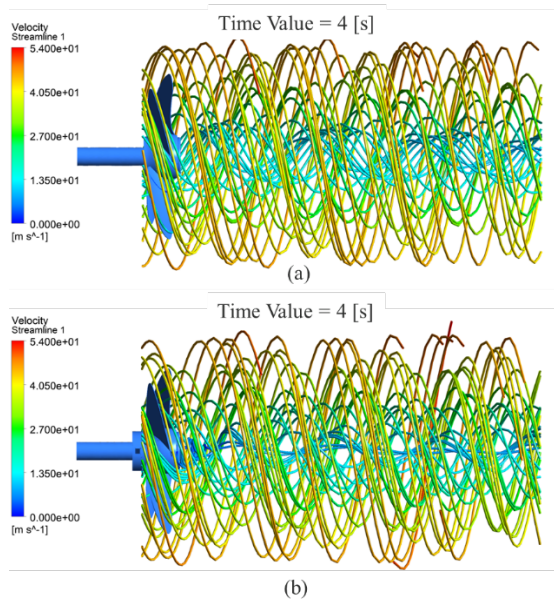 Time Value = 4 [s]
Velocity
Streamline 1
5.400e+01
4.050e+01
2.700e+01
1.350e+01
0.000e+00
[m s^-1]
(a)
Time Value = 4 [s]
Velocity
Streamline 1
5.400e+01
4.050e+01
2.700e+01
1.350e+01
0.000e+00
[m s^-1]
(b)